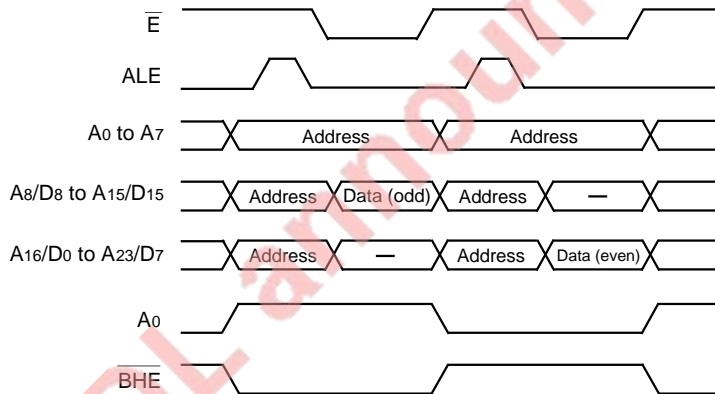 E
ALE
A0 to A7 Address Address
A8/D8 to A15/D15 Address Data (odd) Address —
A16/D0 to A23/D7 Address — Address Data (even)
A0
BHE